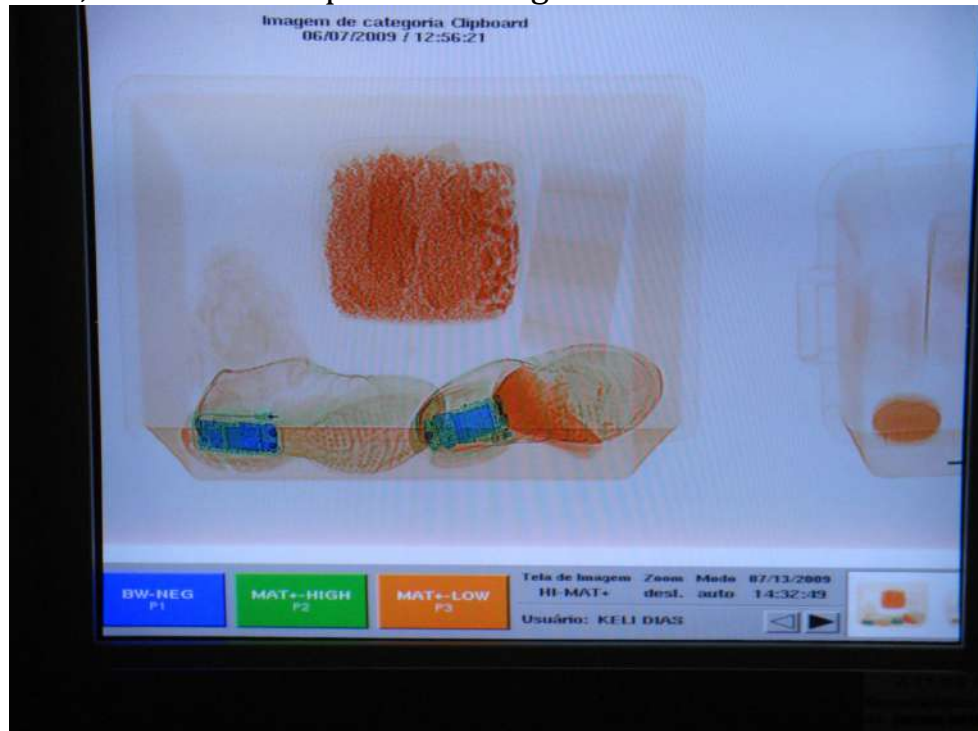 Imagem de categoria Clipboard
06/07/2009 / 12:56:21
BW-NEG
P1
MAT+-HIGH
P2
MAT+-LOW
P3
Tela de Imagem Zoom Modo 07/13/2009
HI-MAT+ desl. auto 14:32:49
Usuário: KELI DIAS